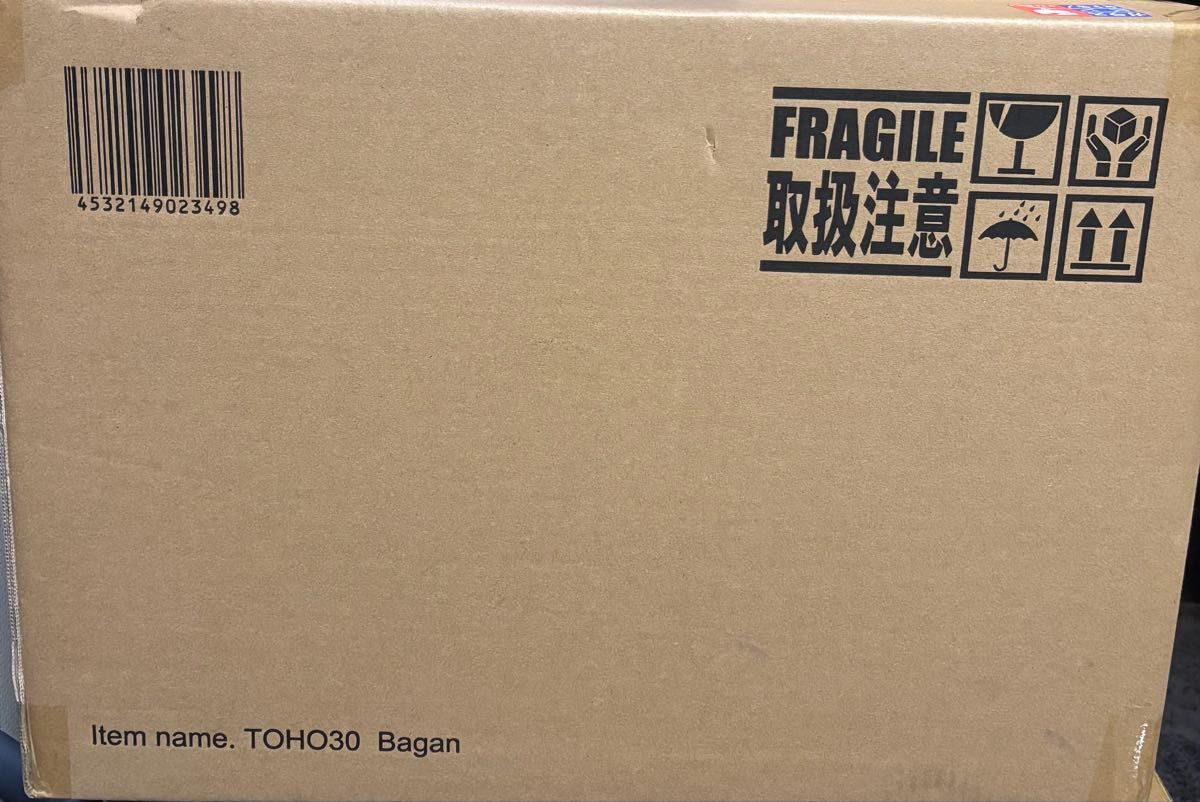 4532149023498
FRAGILE
取扱注意
Item name. TOHO30 Bagan